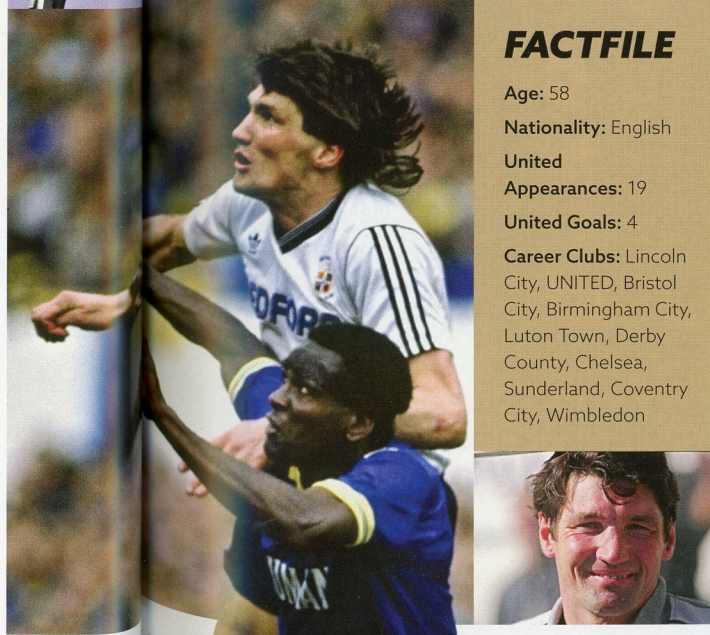 FACTFILE
Age: 58
Nationality: English
United
Appearances: 19
United Goals: 4
Career Clubs: Lincoln
City, UNITED, Bristol
City, Birmingham City,
Luton Town, Derby
County, Chelsea,
Sunderland, Coventry
City, Wimbledon